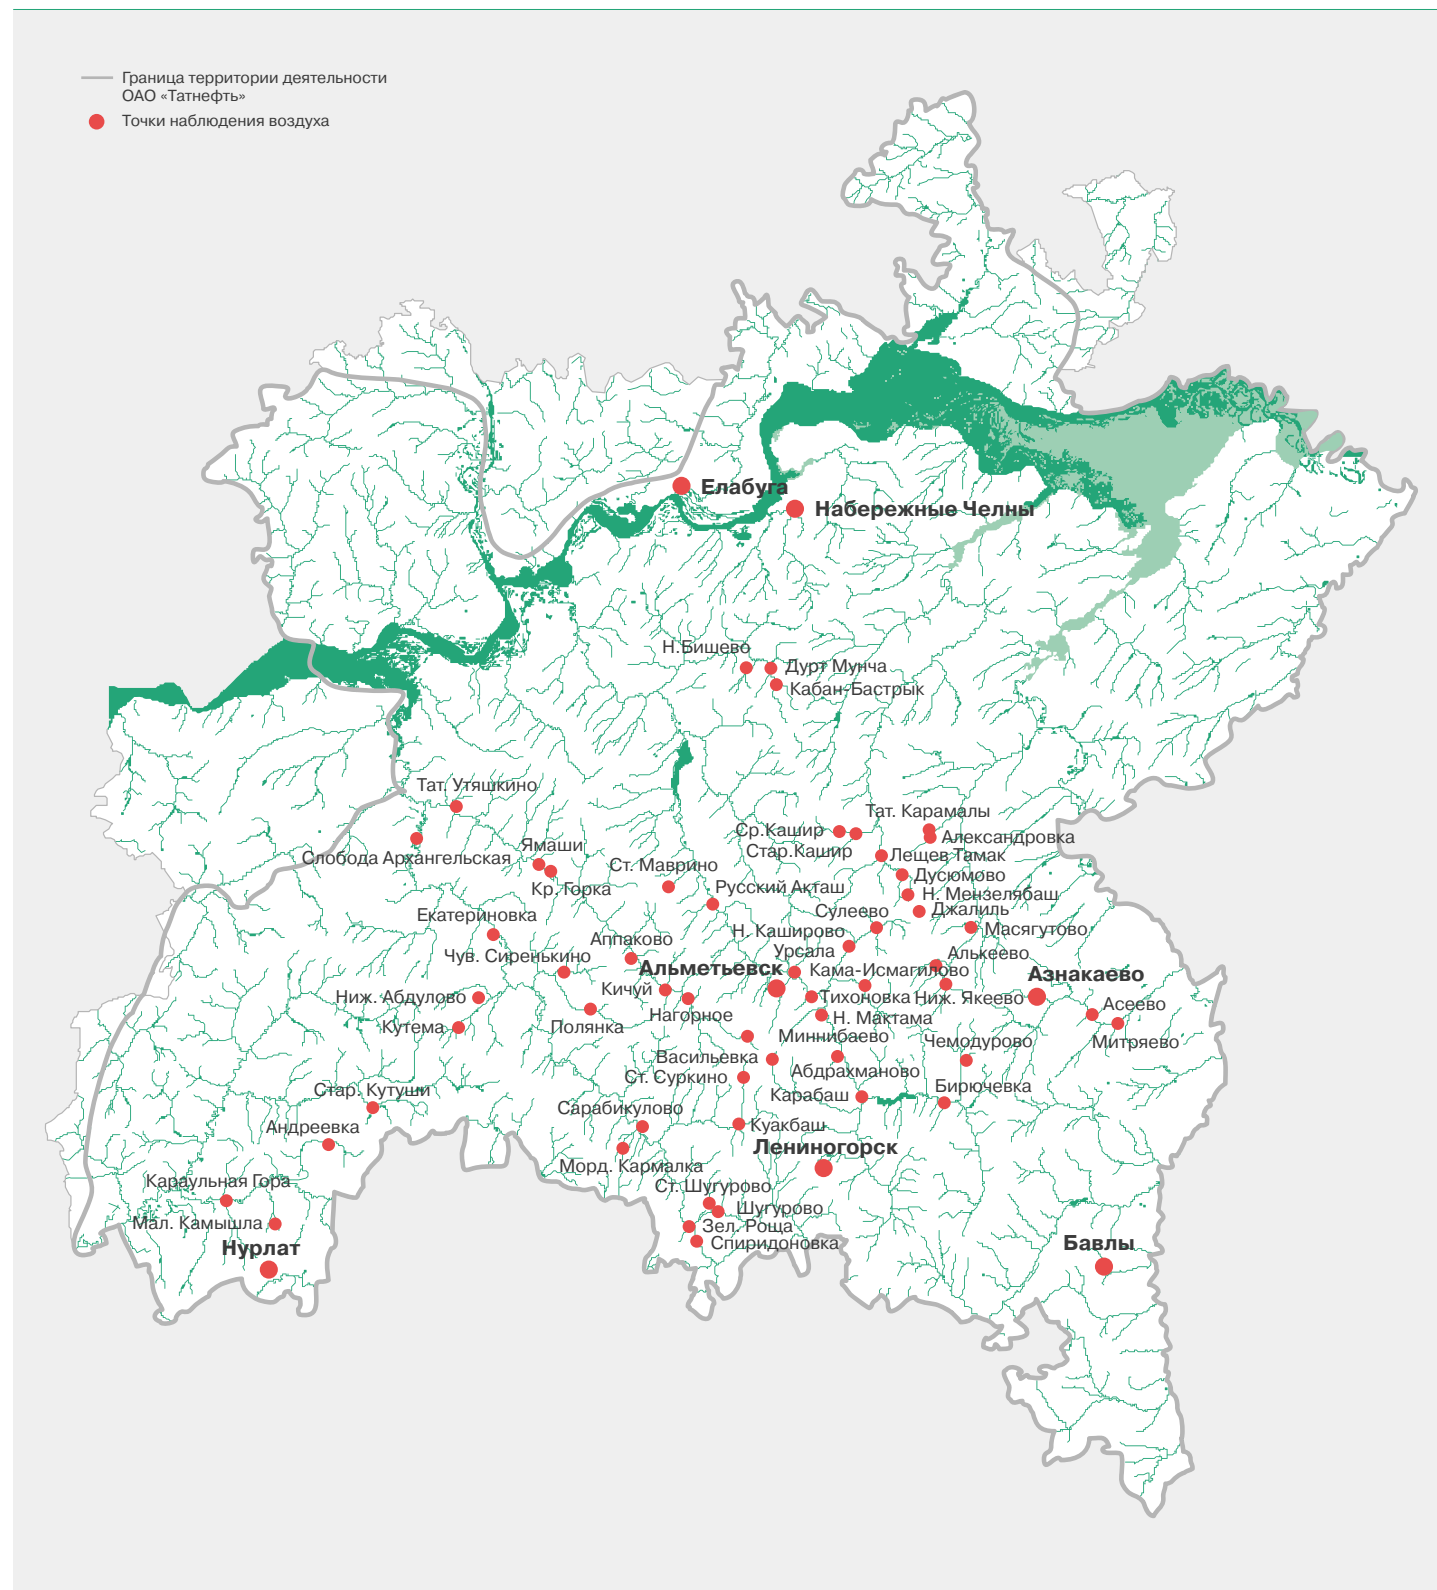 Граница территории деятельности
ОАО «Татнефть»
Точки наблюдения воздуха
Елабуга
Набережные Челны
Н.Бищево
Дурт Мунча
Кабан-Бастрык
Тат. Утяшкино
Слобода Архангельская
Ямаши
Кр. Горка
Ст. Маврино
Русский Акташ
Ср.Кашир
Стар.Кашир
Тат. Карамалы
Александровка
Лещев Тамак
Дусюмово
Н. Мензелябаш
Джалиль
Масягутово
Сулеево
Н. Каширово
Урсала
Алькеево
Екатериновка
Чув. Сиренькино
Аппаково
Альметьевск
Кама-Исмагилово
Азнакаево
Ниж. Абдулово
Кичуй
Нагорное
Тихоновка
Ниж. Якеево
Асеево
Кутема
Полянка
Н. Мактама
Миннибаево
Чемодурово
Митряево
Васильевка
Абдрахманово
Ст. Суркино
Стар. Кутуши
Карабаш
Бирючевка
Сарабикулово
Андреевка
Куакбаш
Лениногорск
Морд. Кармалка
Караульная Гора
Ст. Шугурово
Шугурово
Мал. Камышла
Зел. Роща
Спиридоновка
Нурлат
Бавлы